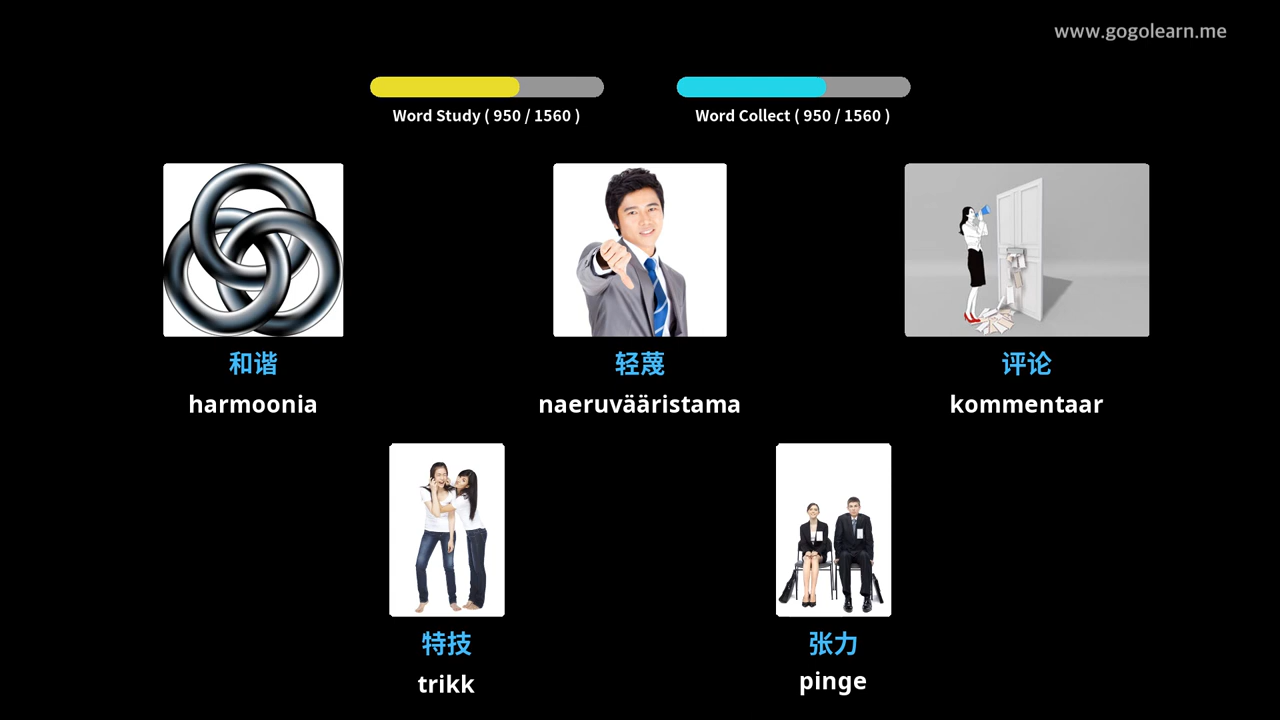 www.gogolearn.me
Word Study ( 950 / 1560 )
Word Collect ( 950 / 1560 )
和谐
harmoonia
轻蔑
naeruvääristama
评论
kommentaar
特技
trikk
张力
pinge